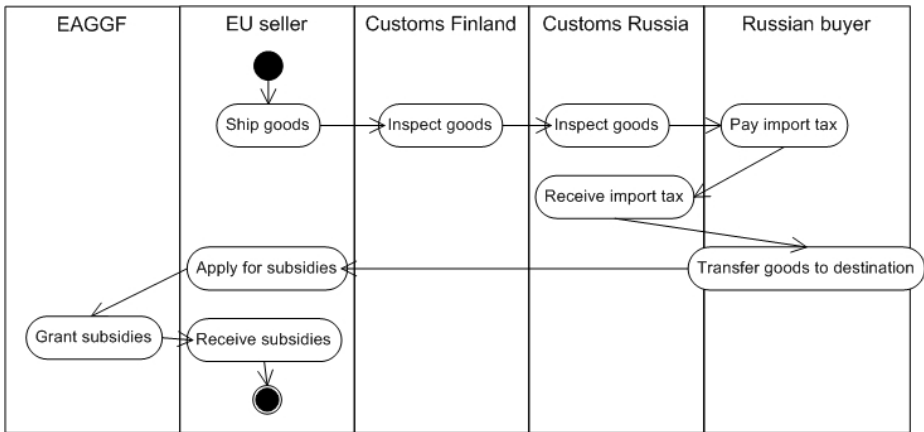 EAGGF
EU seller
Customs Finland
Customs Russia
Russian buyer
Ship goods
Inspect goods
Inspect goods
Pay import tax
Receive import tax
Apply for subsidies
Transfer goods to destination
Grant subsidies
Receive subsidies